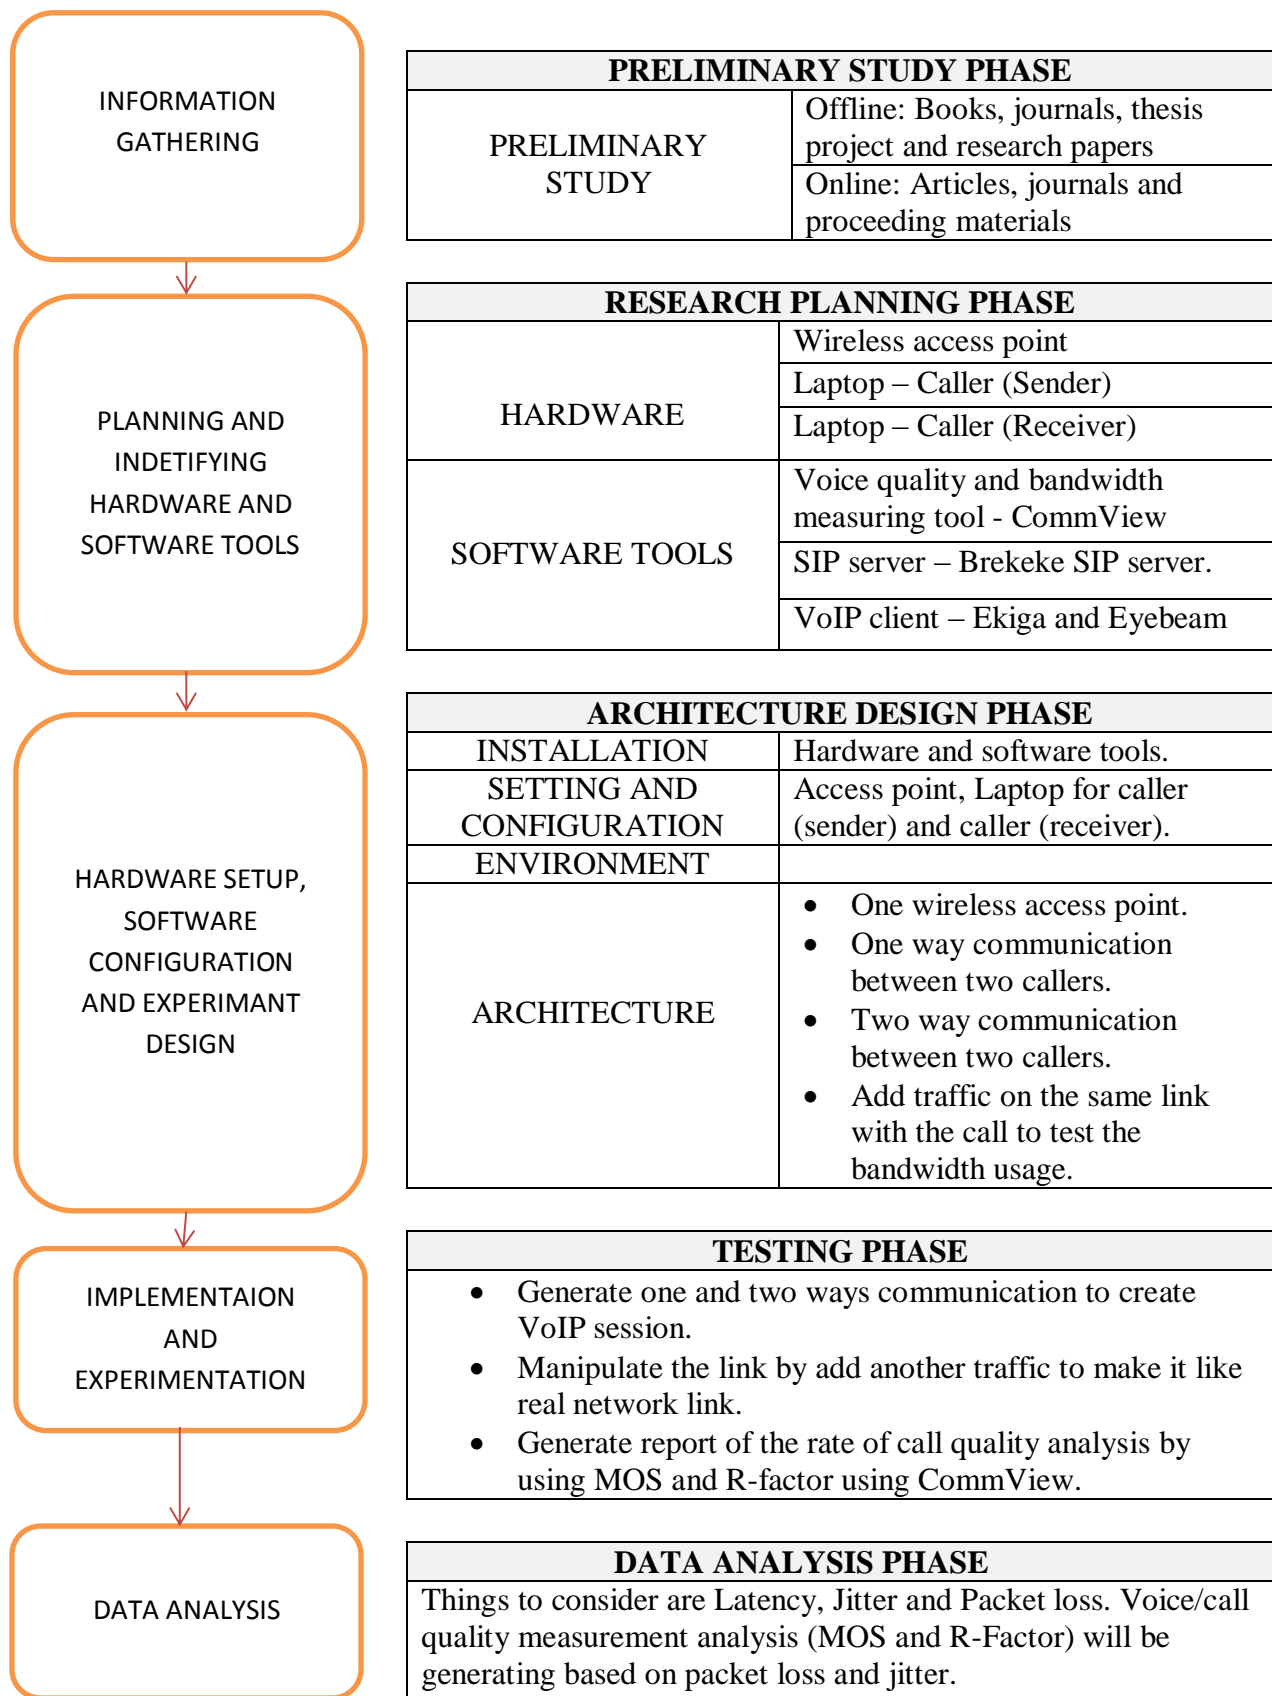 INFORMATION
GATHERING
PRELIMINARY STUDY PHASE
PRELIMINARY
STUDY
Offline: Books, journals, thesis
project and research papers
Online: Articles, journals and
proceeding materials
PLANNING AND
INDETIFYING
HARDWARE AND
SOFTWARE TOOLS
RESEARCH PLANNING PHASE
HARDWARE
Wireless access point
Laptop – Caller (Sender)
Laptop – Caller (Receiver)
SOFTWARE TOOLS
Voice quality and bandwidth
measuring tool - CommView
SIP server – Brekeke SIP server.
VoIP client – Ekiga and Eyebeam
HARDWARE SETUP,
SOFTWARE
CONFIGURATION
AND EXPERIMANT
DESIGN
ARCHITECTURE DESIGN PHASE
INSTALLATION
Hardware and software tools.
SETTING AND
CONFIGURATION
Access point, Laptop for caller
(sender) and caller (receiver).
ENVIRONMENT
ARCHITECTURE
• One wireless access point.
• One way communication
between two callers.
• Two way communication
between two callers.
• Add traffic on the same link
with the call to test the
bandwidth usage.
IMPLEMENTAION
AND
EXPERIMENTATION
TESTING PHASE
• Generate one and two ways communication to create
VoIP session.
• Manipulate the link by add another traffic to make it like
real network link.
• Generate report of the rate of call quality analysis by
using MOS and R-factor using CommView.
DATA ANALYSIS
DATA ANALYSIS PHASE
Things to consider are Latency, Jitter and Packet loss. Voice/call
quality measurement analysis (MOS and R-Factor) will be
generating based on packet loss and jitter.